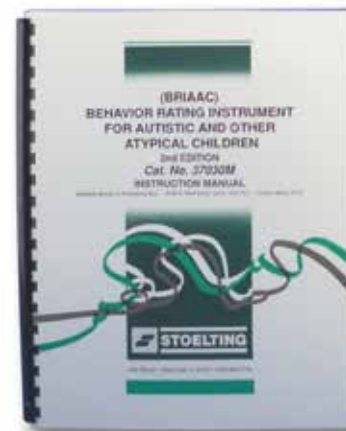 (BRIAAC)
BEHAVIOR RATING INSTRUMENT
FOR AUTISTIC AND OTHER
ATYPICAL CHILDREN
2nd EDITION
Cat. No. 37030M
INSTRUCTION MANUAL
STOELTING